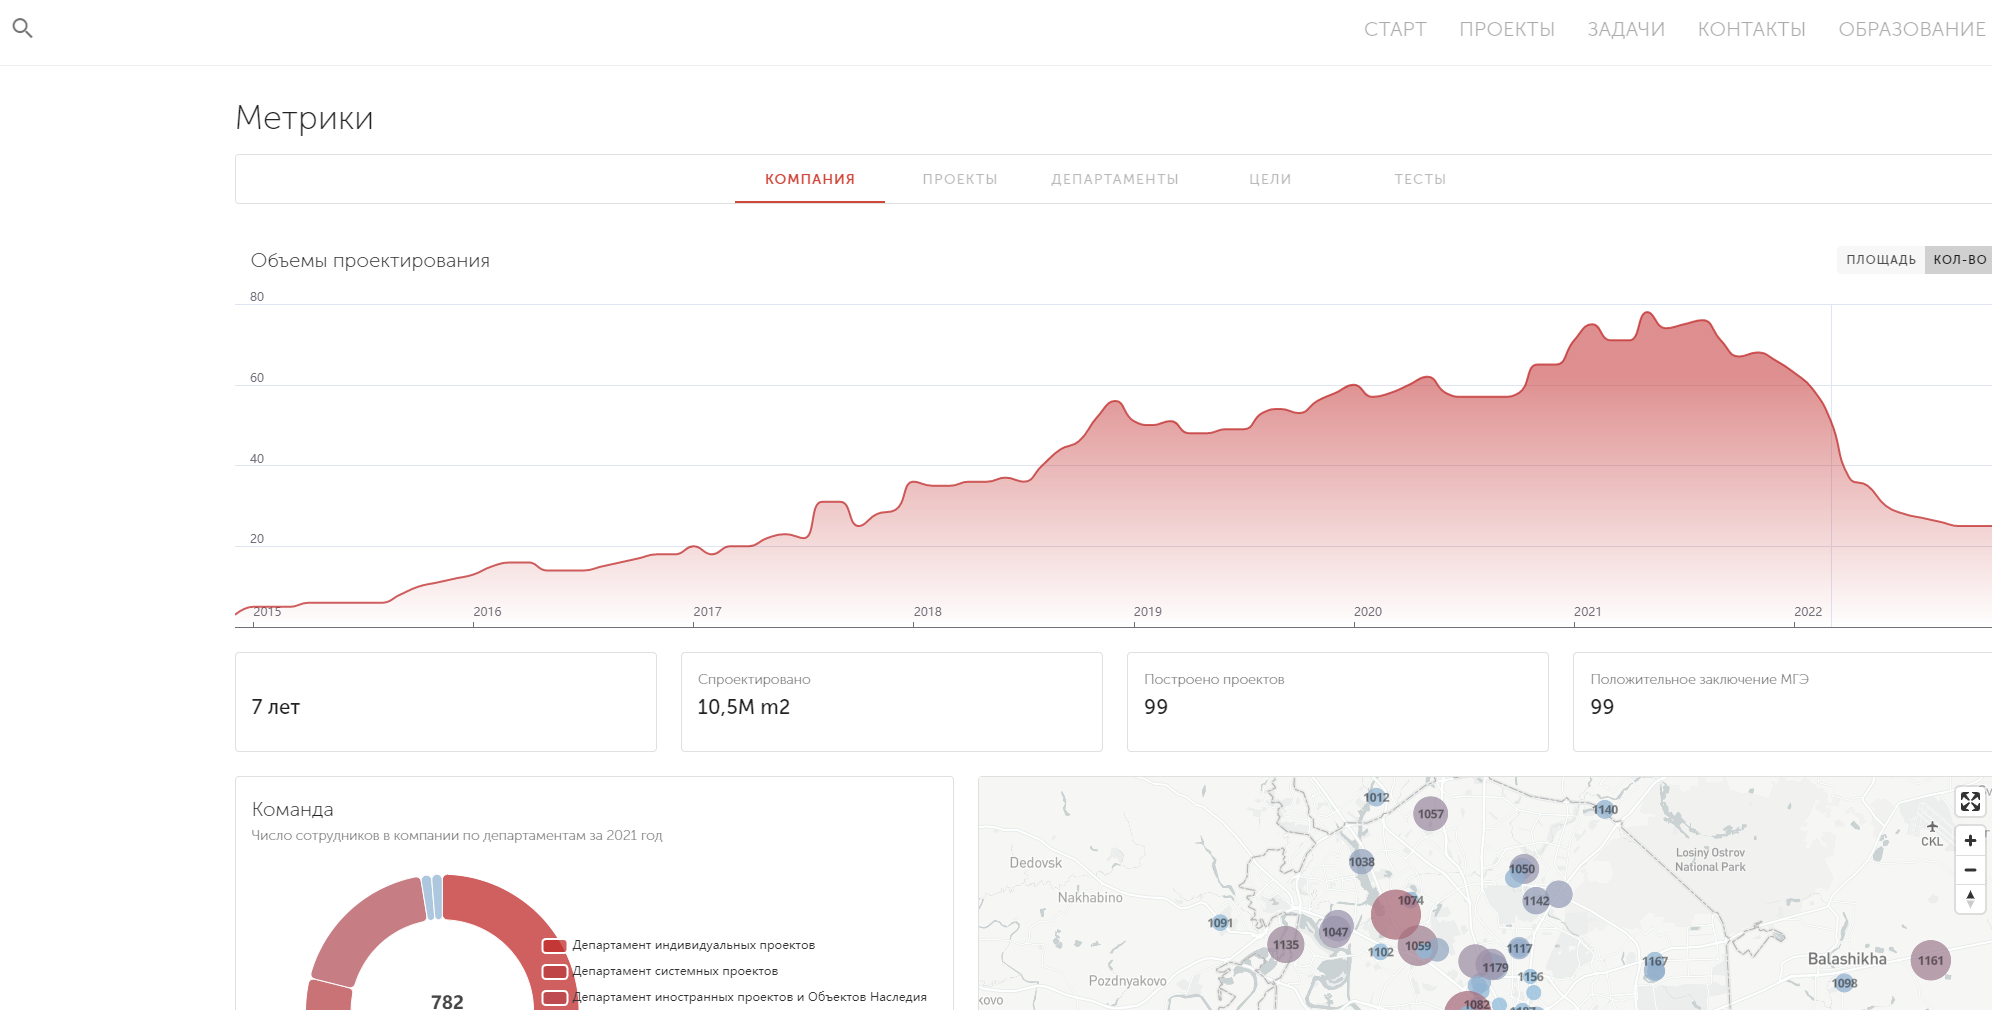 СТАРТ ПРОЕКТЫ ЗАДАЧИ КОНТАКТЫ ОБРАЗОВАНИЕ
Метрики
КОМПАНИЯ ПРОЕКТЫ ДЕПАРТАМЕНТЫ ЦЕЛИ ТЕСТЫ
Объемы проектирования
ПЛОЩАДЬ КОЛ-ВО
80
60
40
20
2015 2016 2017 2018 2019 2020 2021 2022
7 лет
Спроектировано
10,5M m2
Построено проектов
99
Положительное заключение МГЭ
99
Команда
Число сотрудников в компании по департаментам за 2021 год
782
Департамент индивидуальных проектов
Департамент системных проектов
Департамент иностранных проектов и Объектов Наследия
1012
1057
1140
CKL
Losiny Ostrov
National Park
Dedovsk
1038
1050
Nakhabino
1074
1142
1091
1047
1135
1059
1102
1117
1179
1156
1167
Balashikha
1161
1098
Pozdnyakovo
kovo
1082